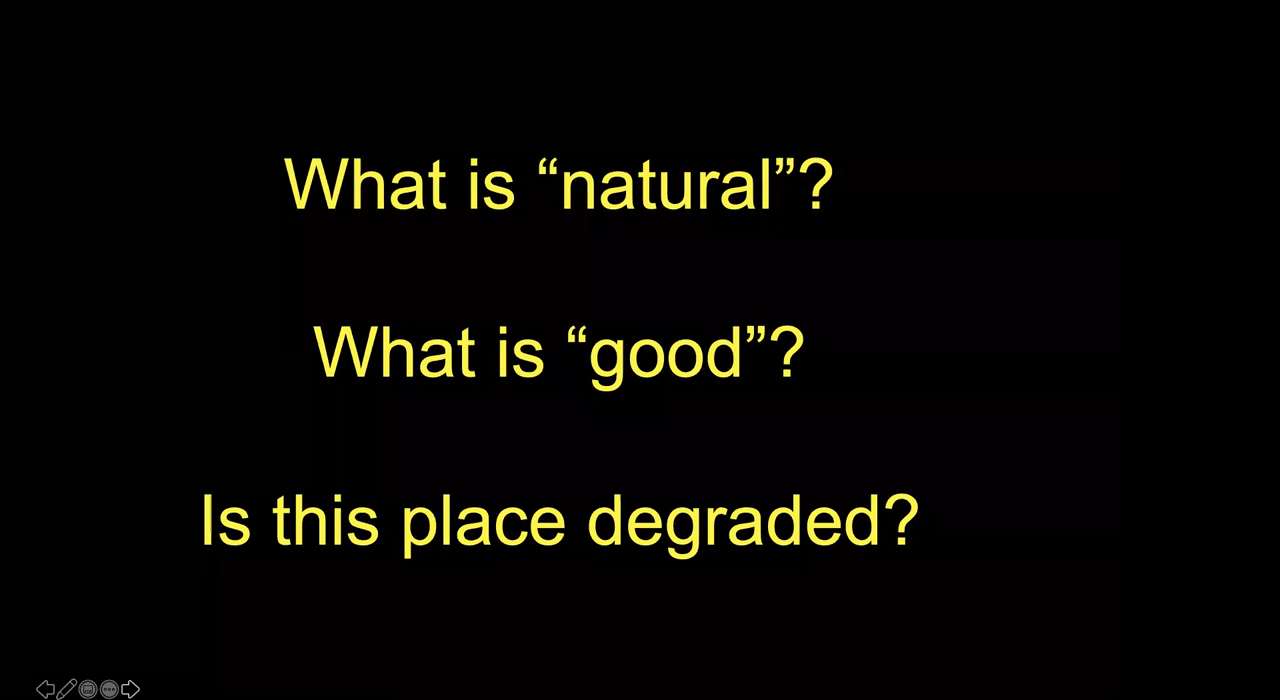 What is “natural”?
What is “good”?
Is this place degraded?